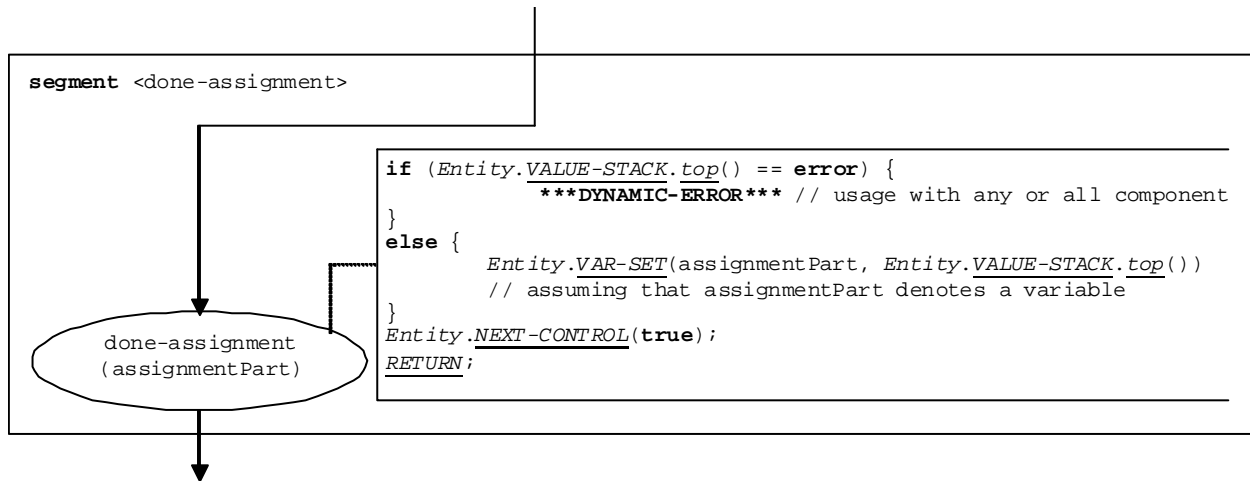 segment <done-assignment>
if (Entity.VALUE-STACK.top() == error) {
***DYNAMIC-ERROR*** // usage with any or all component
}
else {
Entity.VAR-SET(assignmentPart, Entity.VALUE-STACK.top())
// assuming that assignmentPart denotes a variable
}
Entity.NEXT-CONTROL(true);
RETURN;
done-assignment
(assignmentPart)